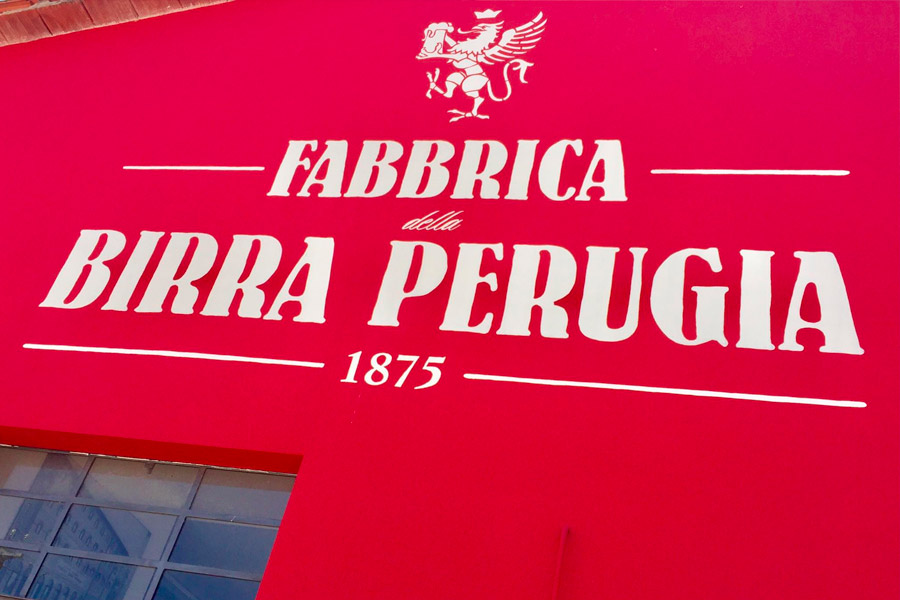 FABBRICA
della
BIRRA PERUGIA
1875